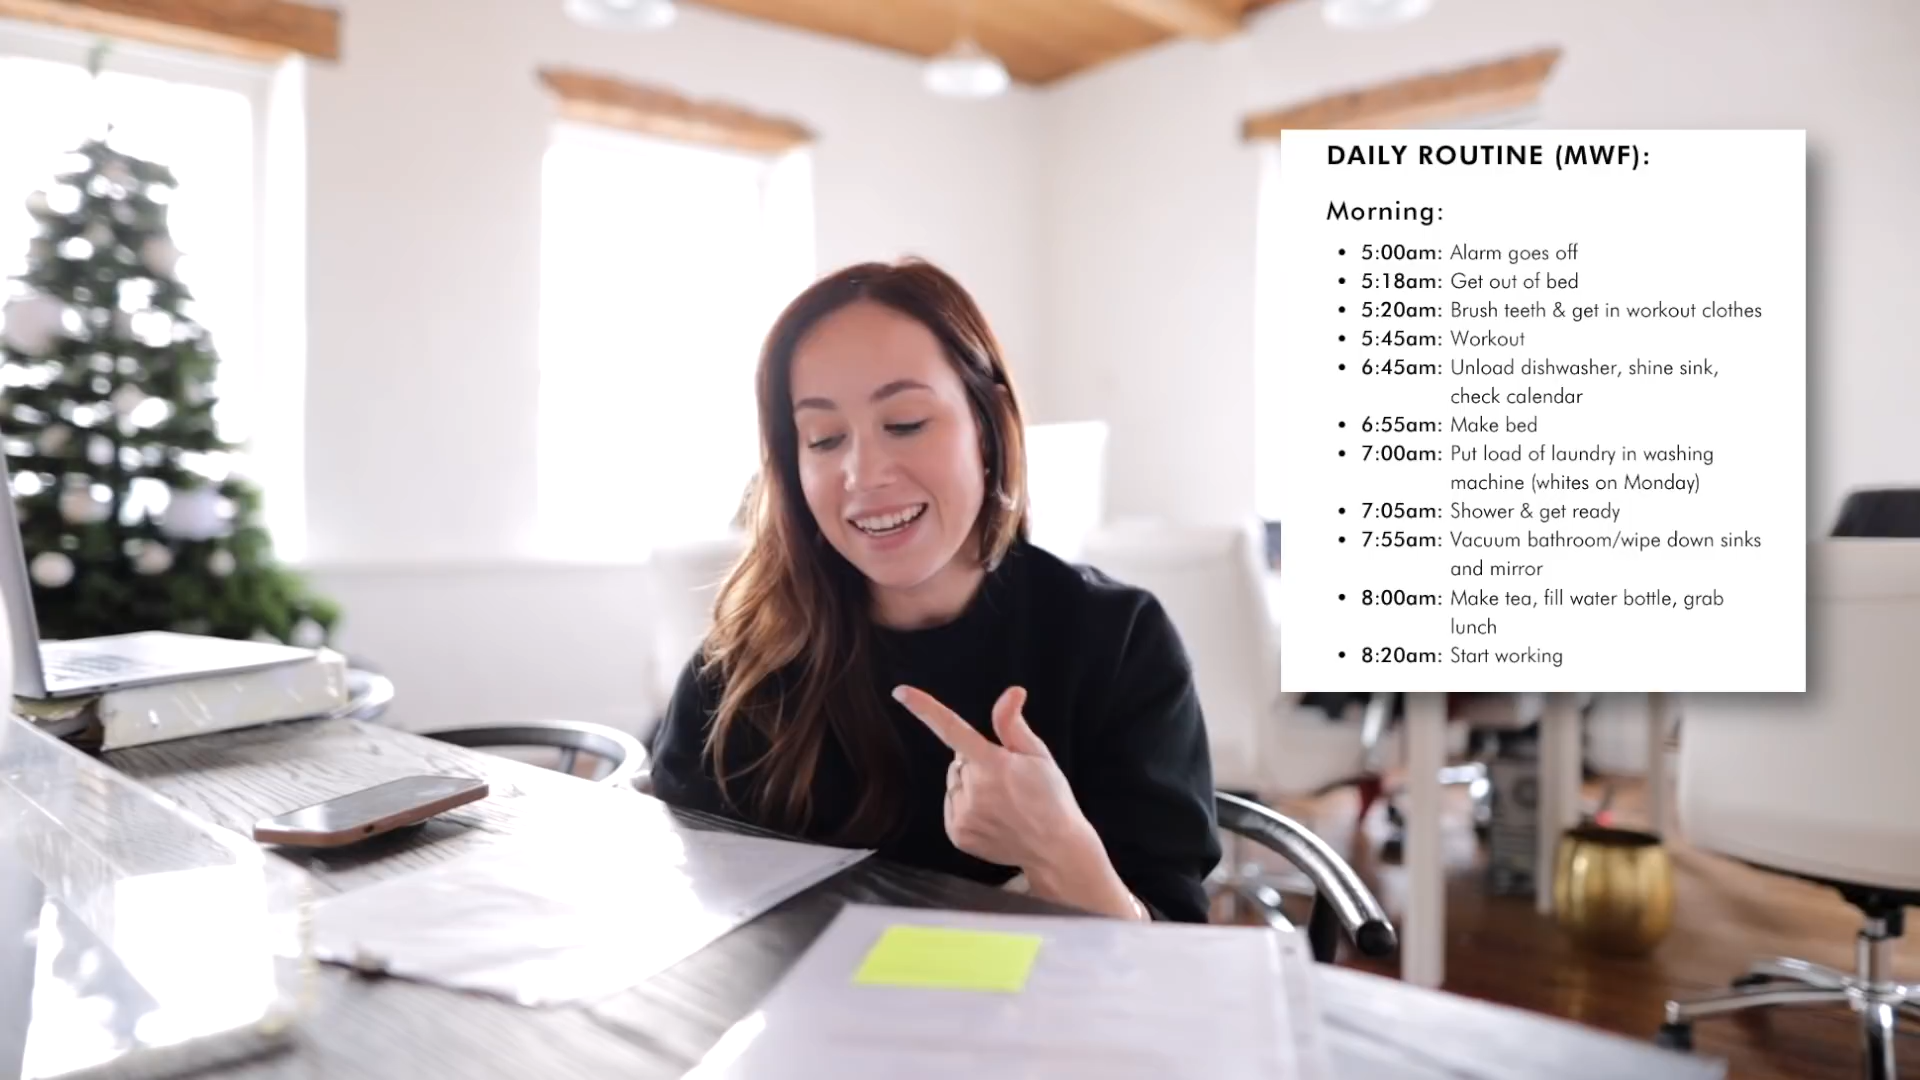 DAILY ROUTINE (MWF):
Morning:
• 5:00am: Alarm goes off
• 5:18am: Get out of bed
• 5:20am: Brush teeth & get in workout clothes
• 5:45am: Workout
• 6:45am: Unload dishwasher, shine sink,
check calendar
• 6:55am: Make bed
• 7:00am: Put load of laundry in washing
machine (whites on Monday)
• 7:05am: Shower & get ready
• 7:55am: Vacuum bathroom/wipe down sinks
and mirror
• 8:00am: Make tea, fill water bottle, grab
lunch
• 8:20am: Start working